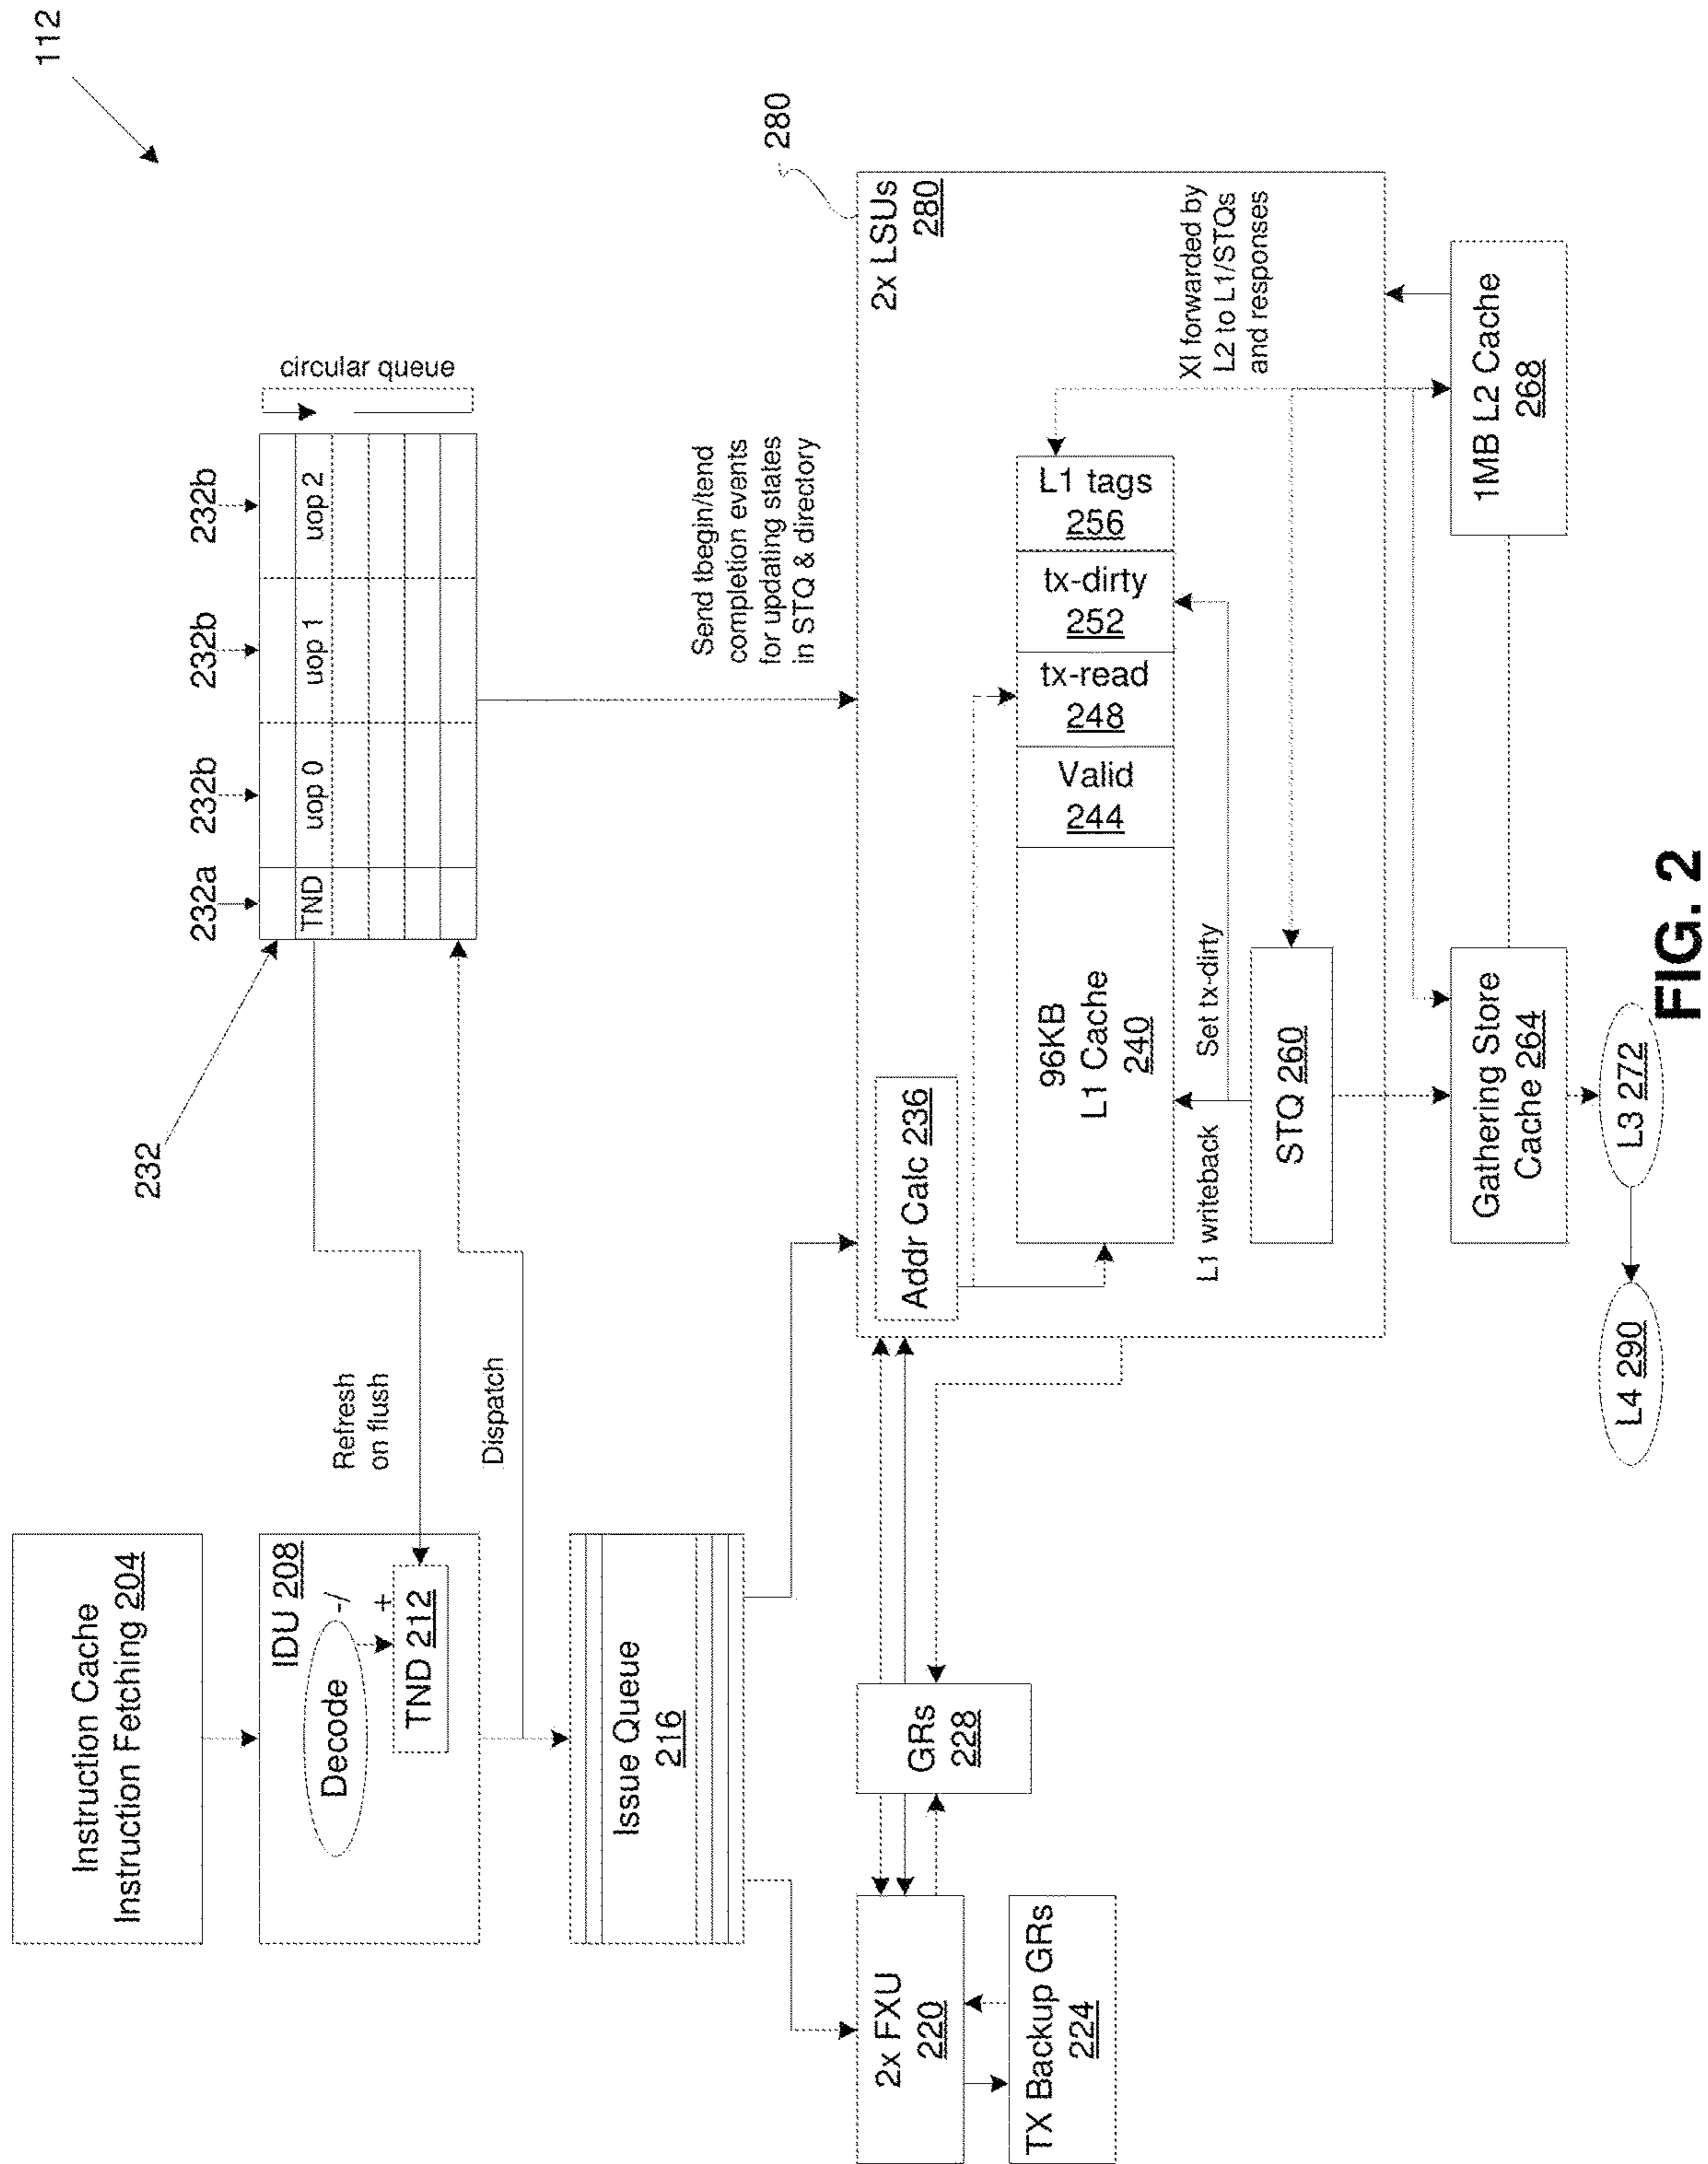 112
Instruction Cache
Instruction Fetching 204
IDU 208
Decode
-/
+
TND 212
Refresh
on flush
Dispatch
Issue Queue
216
232
232a
232b
232b
232b
TND
uop 0
uop 1
uop 2
circular queue
Send tbegin/tend
completion events
for updating states
in STQ & directory
2x FXU
220
TX Backup GRs
224
GRs
228
280
2x LSUs
280
Addr Calc 236
96KB
L1 Cache
240
Valid
244
tx-read
248
tx-dirty
252
L1 tags
256
L1 writeback
Set tx-dirty
XI forwarded by
L2 to L1/STQs
and responses
STQ 260
Gathering Store
Cache 264
1MB L2 Cache
268
L4 290
L3 272
FIG. 2